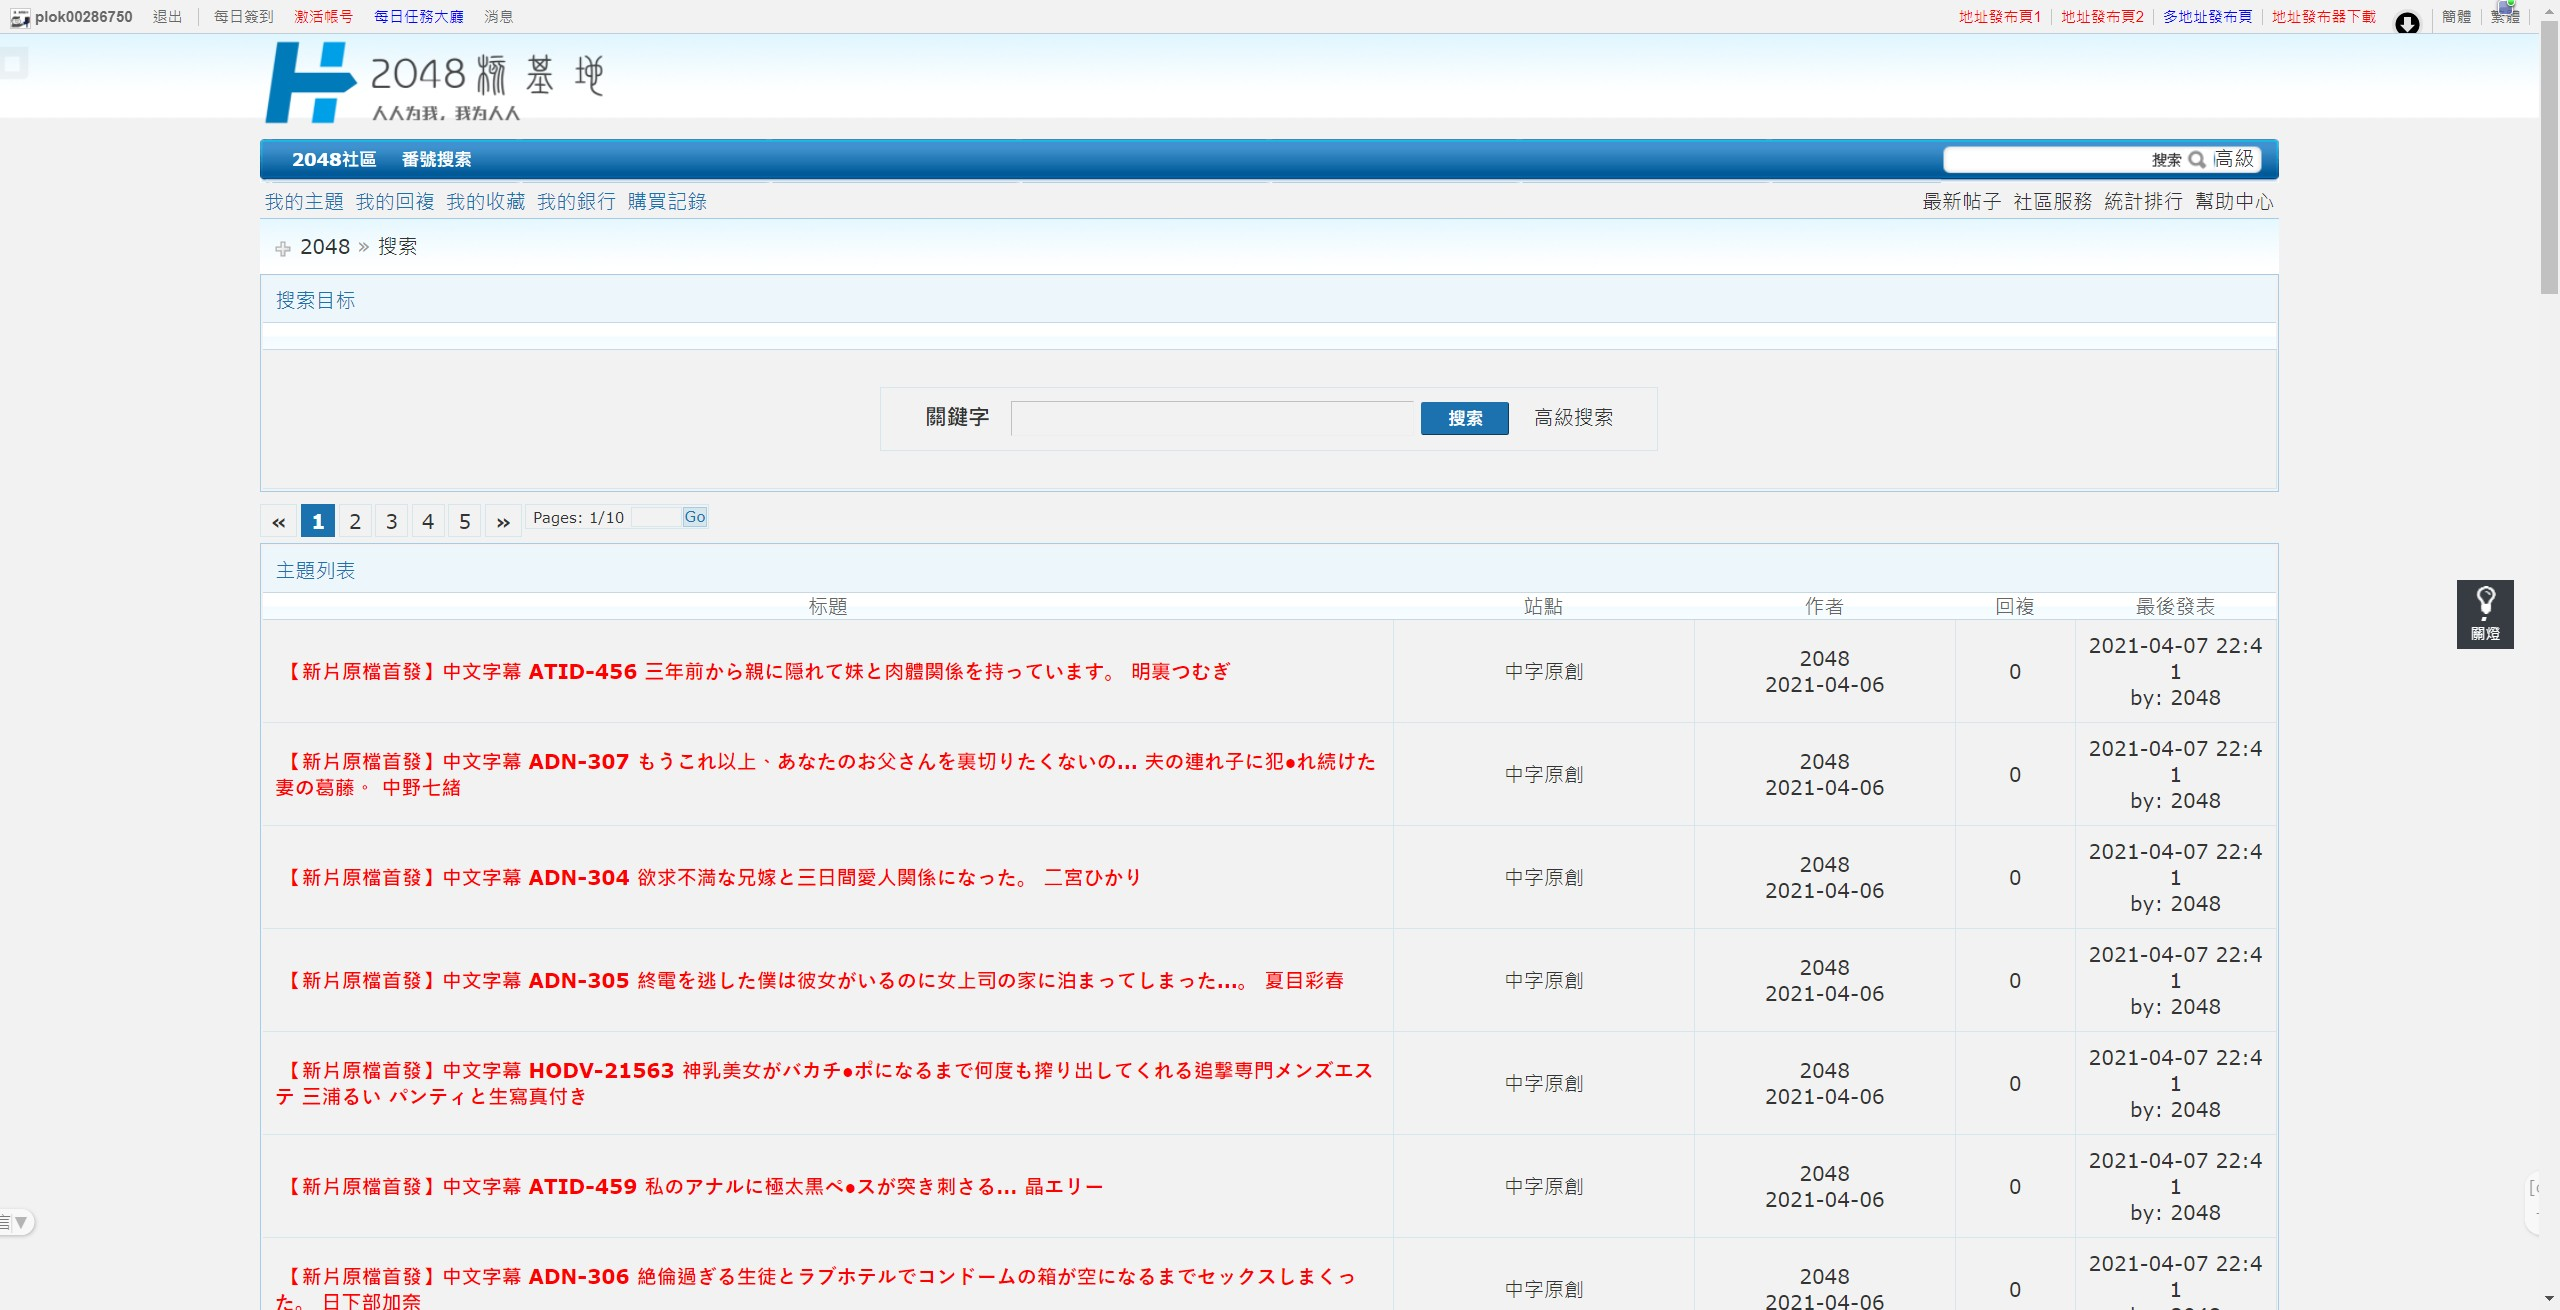 plok00286750 退出 每日簽到 激活帳号 每日任務大廳 消息 地址發布頁1 地址發布頁2 多地址發布頁 地址發布器下載 簡體 繁體
2048核基地
人人为我，我为人人
2048社區 番號搜索 搜索 高級
我的主題 我的回複 我的收藏 我的銀行 購買記錄 最新帖子 社區服務 統計排行 幫助中心
2048 » 搜索
搜索目标
關鍵字 搜索 高級搜索
« 1 2 3 4 5 » Pages: 1/10 Go
主題列表
标題 站點 作者 回複 最後發表
【新片原檔首發】中文字幕 ATID-456 三年前から親に隠れて妹と肉體関係を持っています。 明裏つむぎ 中字原創 2048 2021-04-06 0 2021-04-07 22:4
1
by: 2048
【新片原檔首發】中文字幕 ADN-307 もうこれ以上、あなたのお父さんを裏切りたくないの… 夫の連れ子に犯●れ続けた
妻の葛藤。 中野七緒 中字原創 2048 2021-04-06 0 2021-04-07 22:4
1
by: 2048
【新片原檔首發】中文字幕 ADN-304 欲求不満な兄嫁と三日間愛人関係になった。 二宮ひかり 中字原創 2048 2021-04-06 0 2021-04-07 22:4
1
by: 2048
【新片原檔首發】中文字幕 ADN-305 終電を逃した僕は彼女がいるのに女上司の家に泊まってしまった…。 夏目彩春 中字原創 2048 2021-04-06 0 2021-04-07 22:4
1
by: 2048
【新片原檔首發】中文字幕 HODV-21563 神乳美女がバカチ●ポになるまで何度も搾り出してくれる追撃専門メンズエス
テ 三浦るい パンティと生寫真付き 中字原創 2048 2021-04-06 0 2021-04-07 22:4
1
by: 2048
【新片原檔首發】中文字幕 ATID-459 私のアナルに極太黒ペ●スが突き刺さる… 晶エリー 中字原創 2048 2021-04-06 0 2021-04-07 22:4
1
by: 2048
【新片原檔首發】中文字幕 ADN-306 絶倫過ぎる生徒とラブホテルでコンドームの箱が空になるまでセックスしまくっ
た。 日下部加奈 中字原創 2048 2021-04-06 0 2021-04-07 22:4
1
關燈